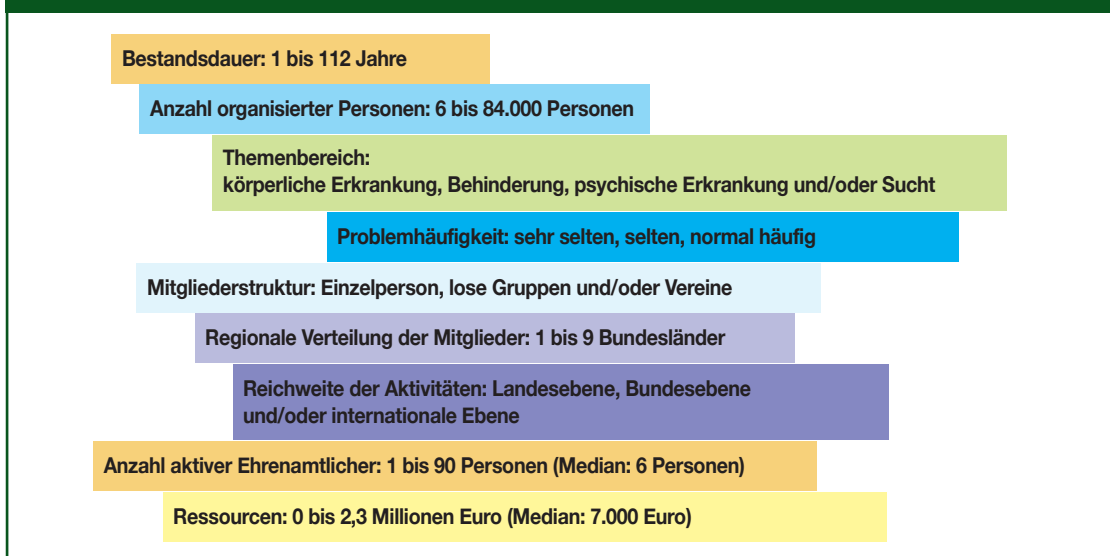 Bestandsdauer: 1 bis 112 Jahre
Anzahl organisierter Personen: 6 bis 84.000 Personen
Themenbereich:
körperliche Erkrankung, Behinderung, psychische Erkrankung und/oder Sucht
Problemhäufigkeit: sehr selten, selten, normal häufig
Mitgliederstruktur: Einzelperson, lose Gruppen und/oder Vereine
Regionale Verteilung der Mitglieder: 1 bis 9 Bundesländer
Reichweite der Aktivitäten: Landesebene, Bundesebene
und/oder internationale Ebene
Anzahl aktiver Ehrenamtlicher: 1 bis 90 Personen (Median: 6 Personen)
Ressourcen: 0 bis 2,3 Millionen Euro (Median: 7.000 Euro)